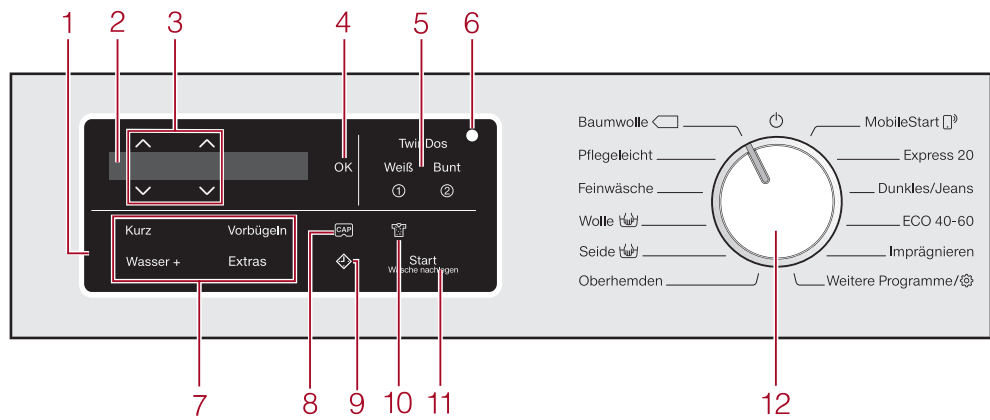 1 2 3 4 5 6
TwinDos
OK Weiß Bunt
① ②
Kurz Vorbügeln CAP
Wasser + Extras Start
Wäsche nachlegen
7 8 9 10 11
Baumwolle MobileStart
Pflegeleicht Express 20
Feinwäsche Dunkles/Jeans
Wolle ECO 40-60
Seide Imprägnieren
Oberhemden Weitere Programme/
12